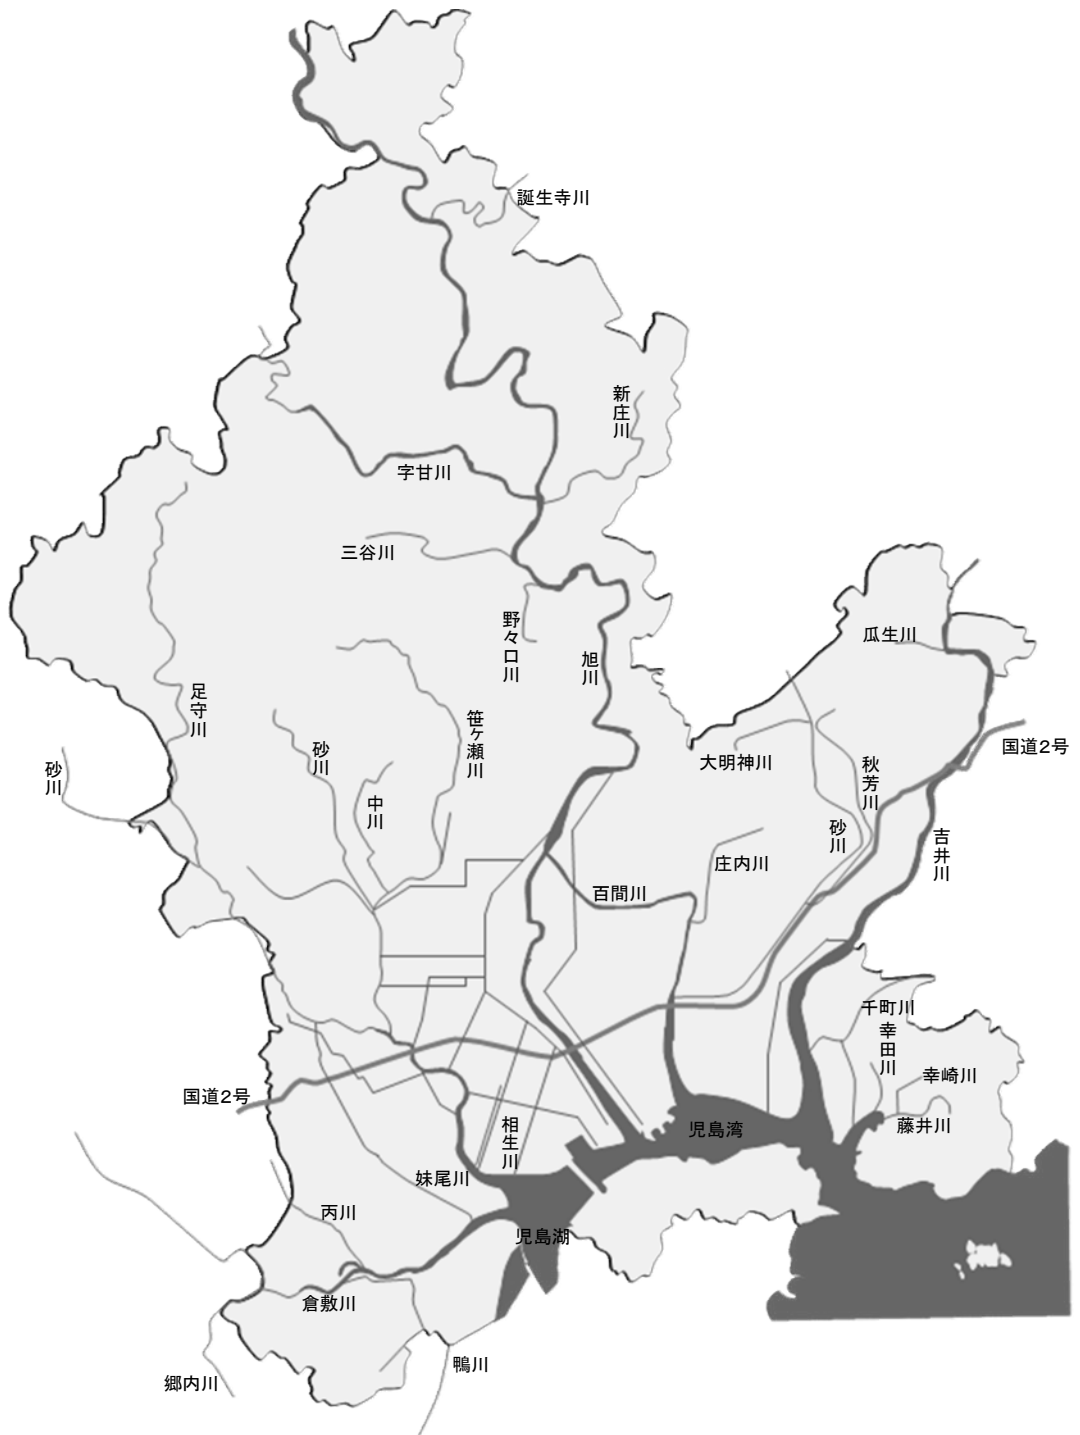 誕生寺川
新庄川
字甘川
三谷川
野々口川
旭川
瓜生川
足守川
笹ヶ瀬川
砂川
砂川
中川
大明神川
国道2号
秋芳川
砂川
吉井川
庄内川
百間川
千町川
幸田川
幸崎川
国道2号
藤井川
児島湾
相生川
妹尾川
丙川
児島湖
倉敷川
鴨川
郷内川